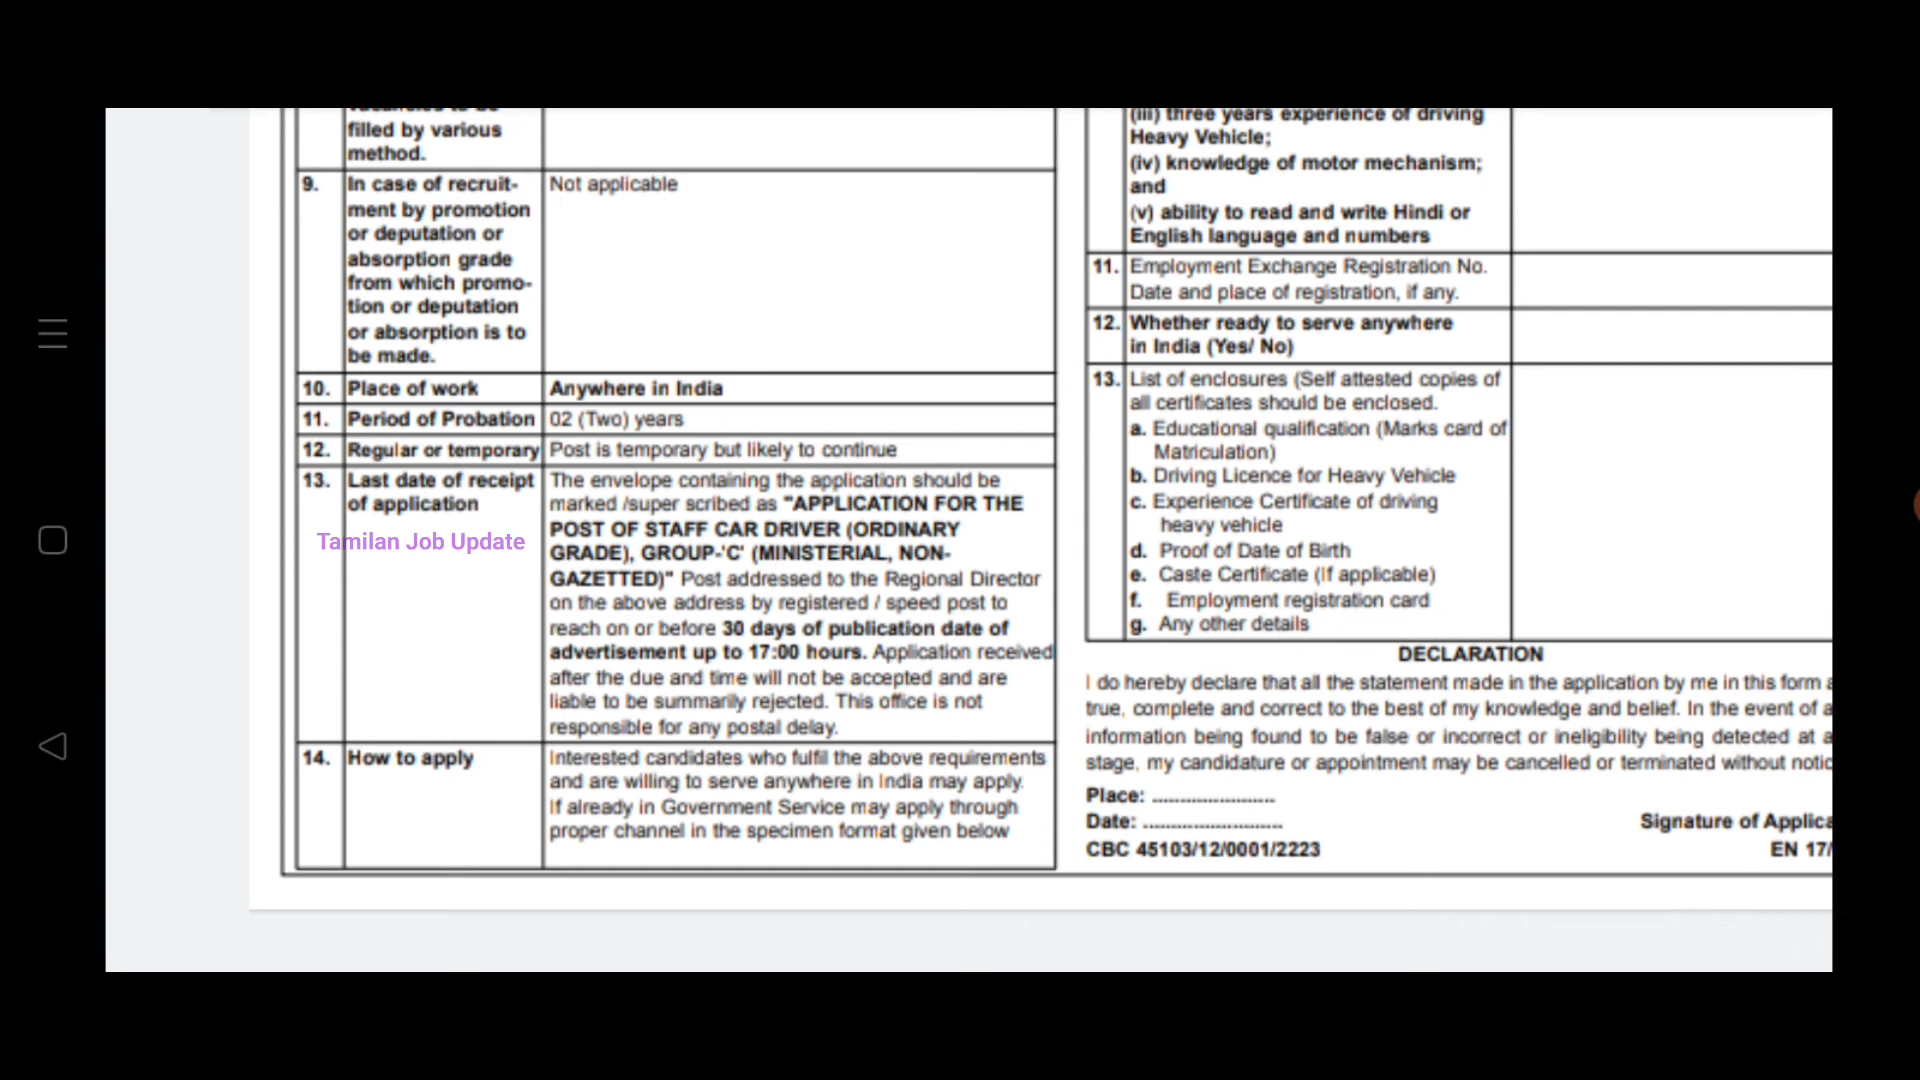 filled by various
method.
9. In case of recruit- Not applicable
ment by promotion
or deputation or
absorption grade
from which promo-
tion or deputation
or absorption is to
be made.
10. Place of work Anywhere in India
11. Period of Probation 02 (Two) years
12. Regular or temporary Post is temporary but likely to continue
13. Last date of receipt
of application
Tamilan Job Update
The envelope containing the application should be
marked /super scribed as "APPLICATION FOR THE
POST OF STAFF CAR DRIVER (ORDINARY
GRADE), GROUP-'C' (MINISTERIAL, NON-
GAZETTED)" Post addressed to the Regional Director
on the above address by registered / speed post to
reach on or before 30 days of publication date of
advertisement up to 17:00 hours. Application received
after the due and time will not be accepted and are
liable to be summarily rejected. This office is not
responsible for any postal delay.
14. How to apply
Interested candidates who fulfil the above requirements
and are willing to serve anywhere in India may apply.
If already in Government Service may apply through
proper channel in the specimen format given below
(iii) three years experience of driving
Heavy Vehicle;
(iv) knowledge of motor mechanism;
and
(v) ability to read and write Hindi or
English language and numbers
11. Employment Exchange Registration No.
Date and place of registration, if any.
12. Whether ready to serve anywhere
in India (Yes/ No)
13. List of enclosures (Self attested copies of
all certificates should be enclosed.
a. Educational qualification (Marks card of
Matriculation)
b. Driving Licence for Heavy Vehicle
c. Experience Certificate of driving
heavy vehicle
d. Proof of Date of Birth
e. Caste Certificate (If applicable)
f. Employment registration card
g. Any other details
DECLARATION
I do hereby declare that all the statement made in the application by me in this form
true, complete and correct to the best of my knowledge and belief. In the event of
information being found to be false or incorrect or ineligibility being detected at
stage, my candidature or appointment may be cancelled or terminated without
Place: ............................
Date: ................................
Signature of
CBC 45103/12/0001/2223
EN 17/